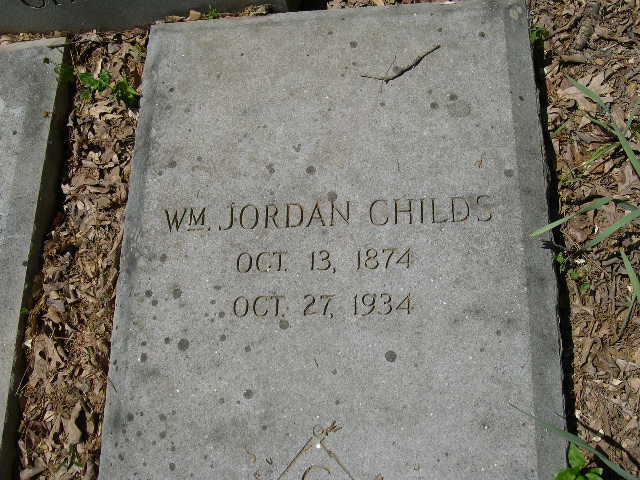 WM. JORDAN CHILDS
OCT. 13, 1874
OCT. 27, 1934
G